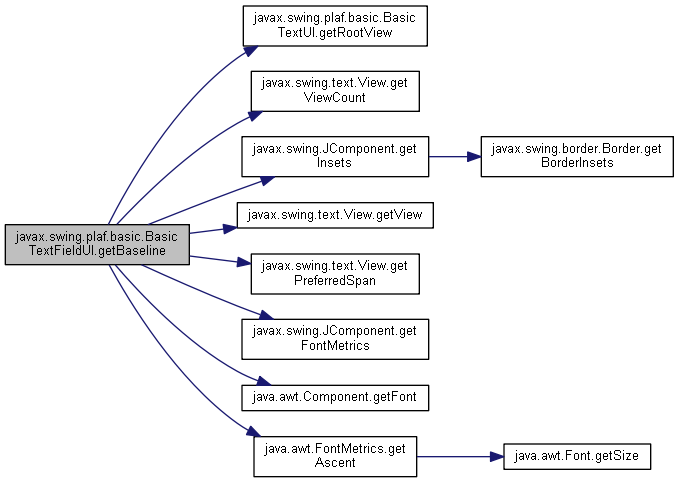 javax.swing.plaf.basic.Basic
TextUI.getRootView
javax.swing.text.View.get
ViewCount
javax.swing.JComponent.get
Insets
javax.swing.border.Border.get
BorderInsets
javax.swing.text.View.getView
javax.swing.plaf.basic.Basic
TextFieldUI.getBaseline
javax.swing.text.View.get
PreferredSpan
javax.swing.JComponent.get
FontMetrics
java.awt.Component.getFont
java.awt.FontMetrics.get
Ascent
java.awt.Font.getSize